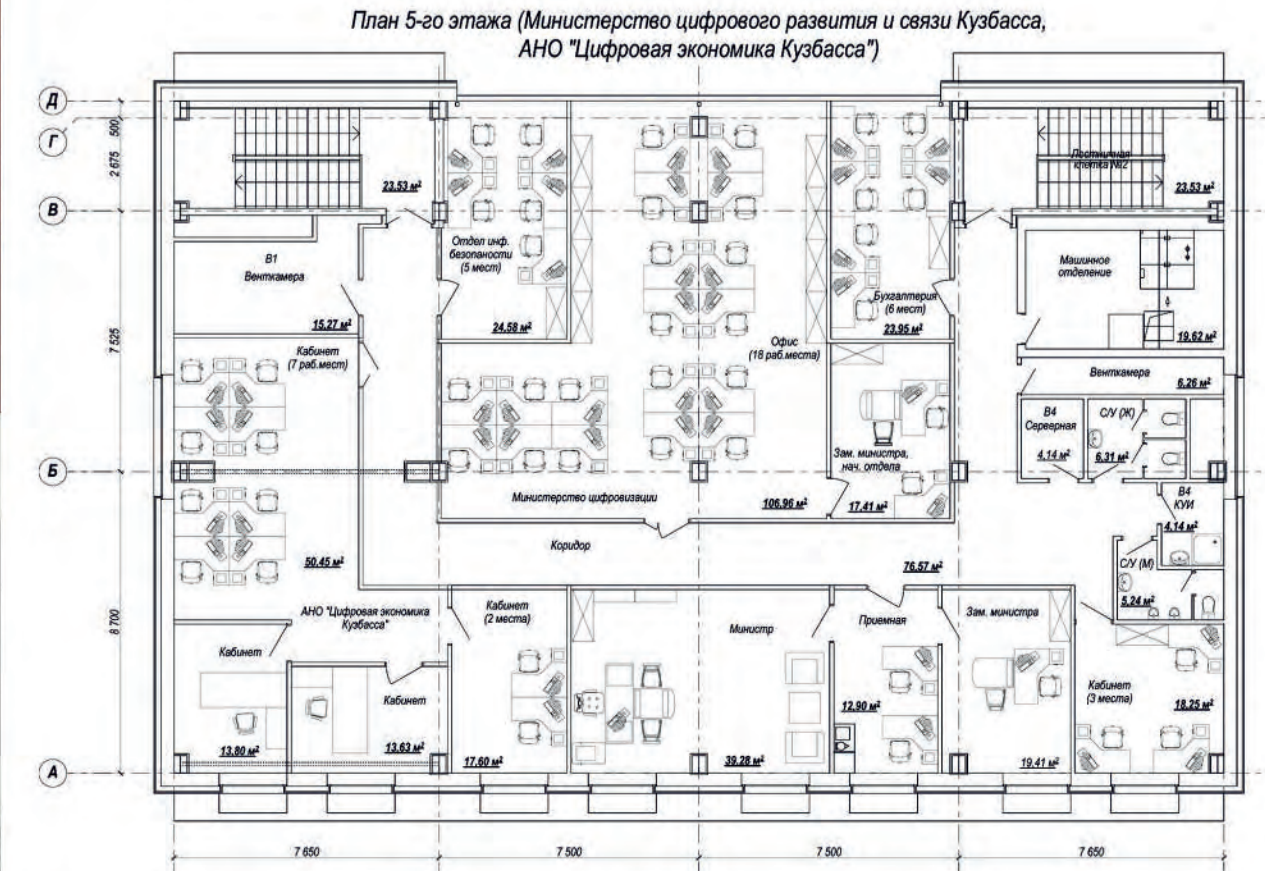 План 5-го этажа (Министерство цифрового развития и связи Кузбасса,
АНО "Цифровая экономика Кузбасса")
Д
Г
В
Б
А
500
2 675
7 525
8 700
23.53 м²
Лестничная
клетка №2
23.53 м²
В1
Венткамера
15.27 м²
Отдел инф.
безопаности
(5 мест)
24.58 м²
Офис
(18 раб.места)
Бухгалтерия
(6 мест)
23.95 м²
Машинное
отделение
19.62 м²
Венткамера
6.26 м²
Кабинет
(7 раб.мест)
50.45 м²
В4
Серверная
4.14 м²
С/У (Ж)
6.31 м²
Зам. министра,
нач. отдела
17.41 м²
Министерство цифровизации
106.96 м²
В4
КУИ
4.14 м²
Коридор
76.57 м²
С/У (М)
5.24 м²
АНО "Цифровая экономика
Кузбасса"
Кабинет
13.80 м²
Кабинет
13.63 м²
Кабинет
(2 места)
17.60 м²
Министр
39.28 м²
Приемная
12.90 м²
Зам. министра
19.41 м²
Кабинет
(3 места)
18.25 м²
7 650
7 500
7 500
7 650